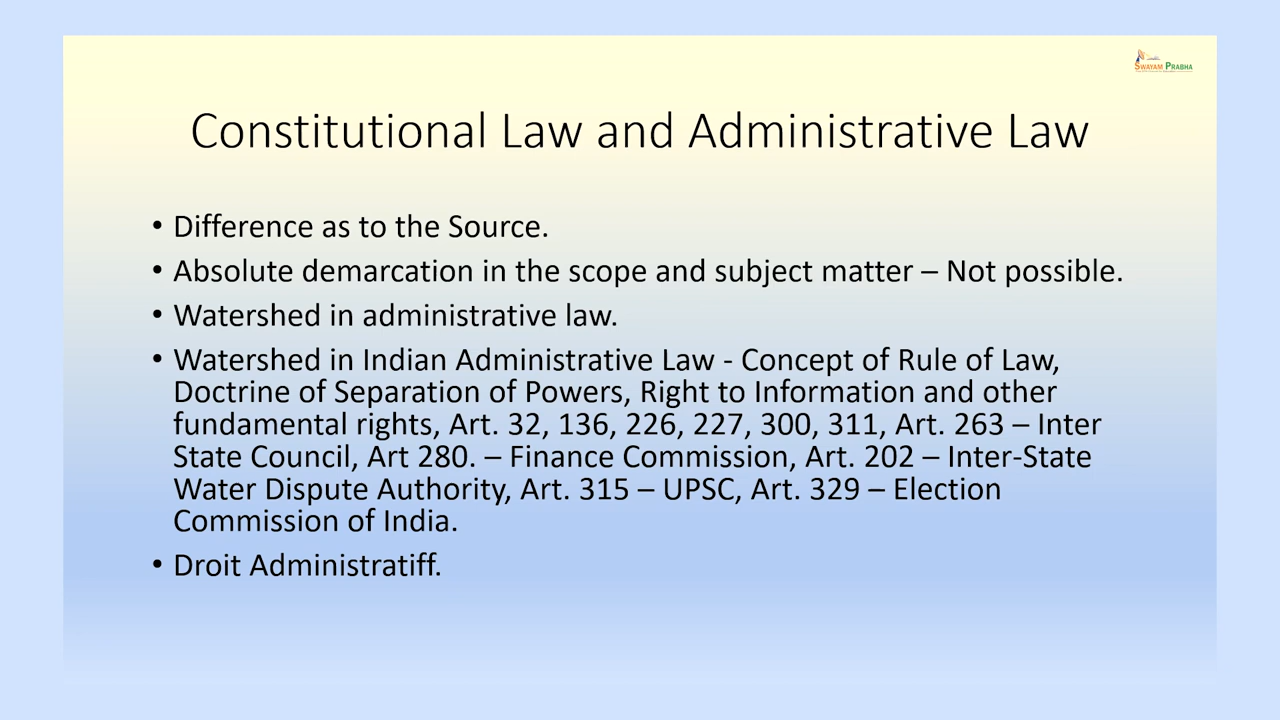 SWAYAM PRABHA
Constitutional Law and Administrative Law
• Difference as to the Source.
• Absolute demarcation in the scope and subject matter – Not possible.
• Watershed in administrative law.
• Watershed in Indian Administrative Law - Concept of Rule of Law,
Doctrine of Separation of Powers, Right to Information and other
fundamental rights, Art. 32, 136, 226, 227, 300, 311, Art. 263 – Inter
State Council, Art 280. – Finance Commission, Art. 202 – Inter-State
Water Dispute Authority, Art. 315 – UPSC, Art. 329 – Election
Commission of India.
• Droit Administratiff.